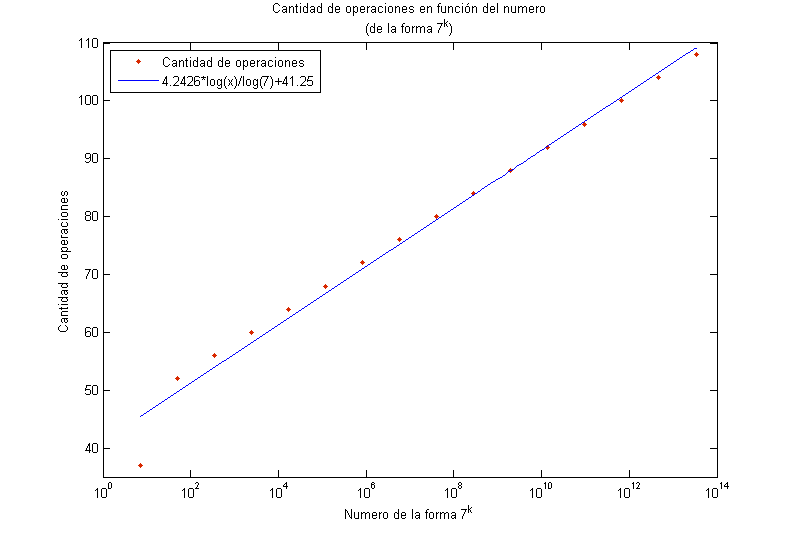 Cantidad de operaciones en función del numero
(de la forma 7^k)
Cantidad de operaciones
4.2426*log(x)/log(7)+41.25
Cantidad de operaciones
110
100
90
80
70
60
50
40
10^0 10^2 10^4 10^6 10^8 10^10 10^12 10^14
Numero de la forma 7^k